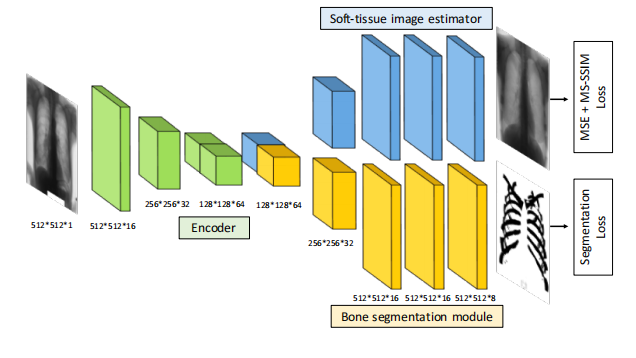 Soft-tissue image estimator
MSE + MS-SSIM
Loss
512*512*1
512*512*16
256*256*32
128*128*64
128*128*64
Encoder
256*256*32
512*512*16
512*512*16
512*512*8
Segmentation
Loss
Bone segmentation module